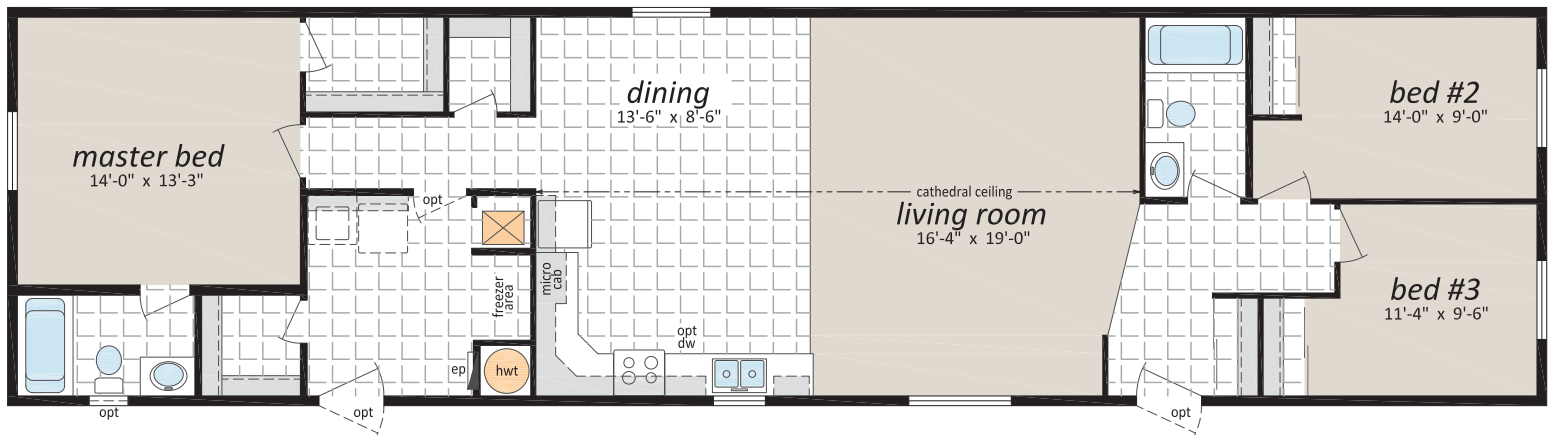 master bed
14'-0" x 13'-3"
dining
13'-6" x 8'-6"
cathedral ceiling
living room
16'-4" x 19'-0"
bed #2
14'-0" x 9'-0"
bed #3
11'-4" x 9'-6"
opt
freezer
area
micro
cab
opt
dw
ep
hwt
opt
opt
opt